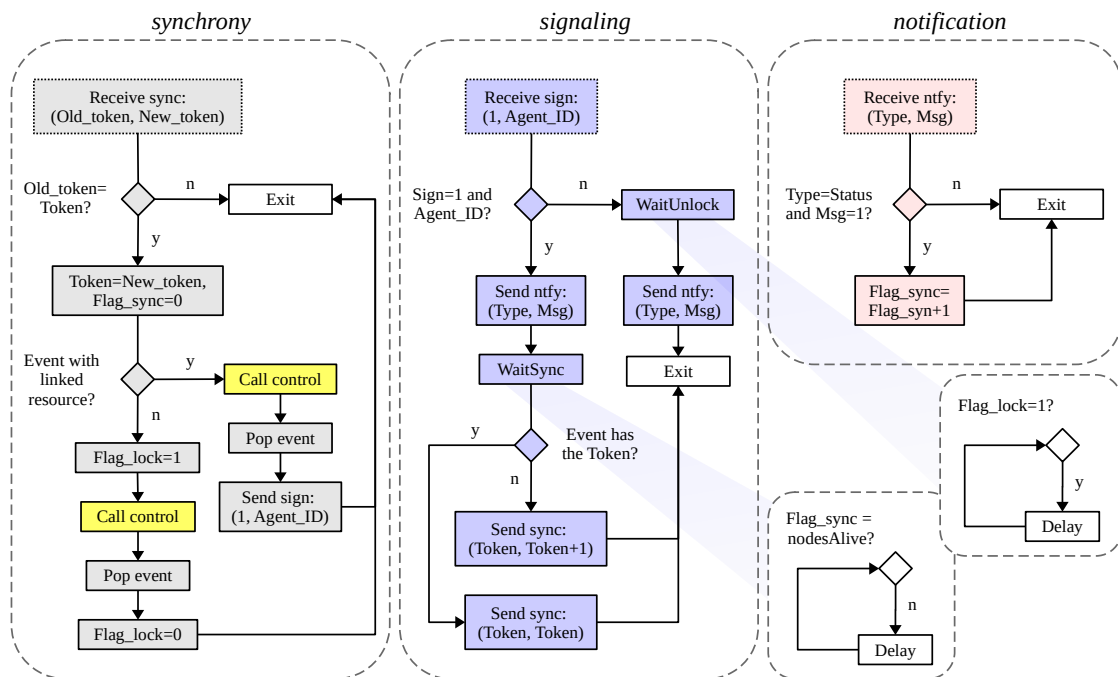 synchrony
Receive sync:
(Old_token, New_token)
Old_token=
Token?
n
Exit
y
Token=New_token,
Flag_sync=0
Event with
linked
resource?
y
Call control
n
Pop event
Flag_lock=1
Send sign:
(1, Agent_ID)
Call control
Pop event
Flag_lock=0
signaling
Receive sign:
(1, Agent_ID)
Sign=1 and
Agent_ID?
n
WaitUnlock
y
Send ntfy:
(Type, Msg)
Send ntfy:
(Type, Msg)
WaitSync
Exit
y
Event has
the Token?
n
Send sync:
(Token, Token+1)
Send sync:
(Token, Token)
notification
Receive ntfy:
(Type, Msg)
Type=Status
and Msg=1?
n
Exit
y
Flag_sync=
Flag_syn+1
Flag_lock=1?
y
Delay
Flag_sync =
nodesAlive?
n
Delay